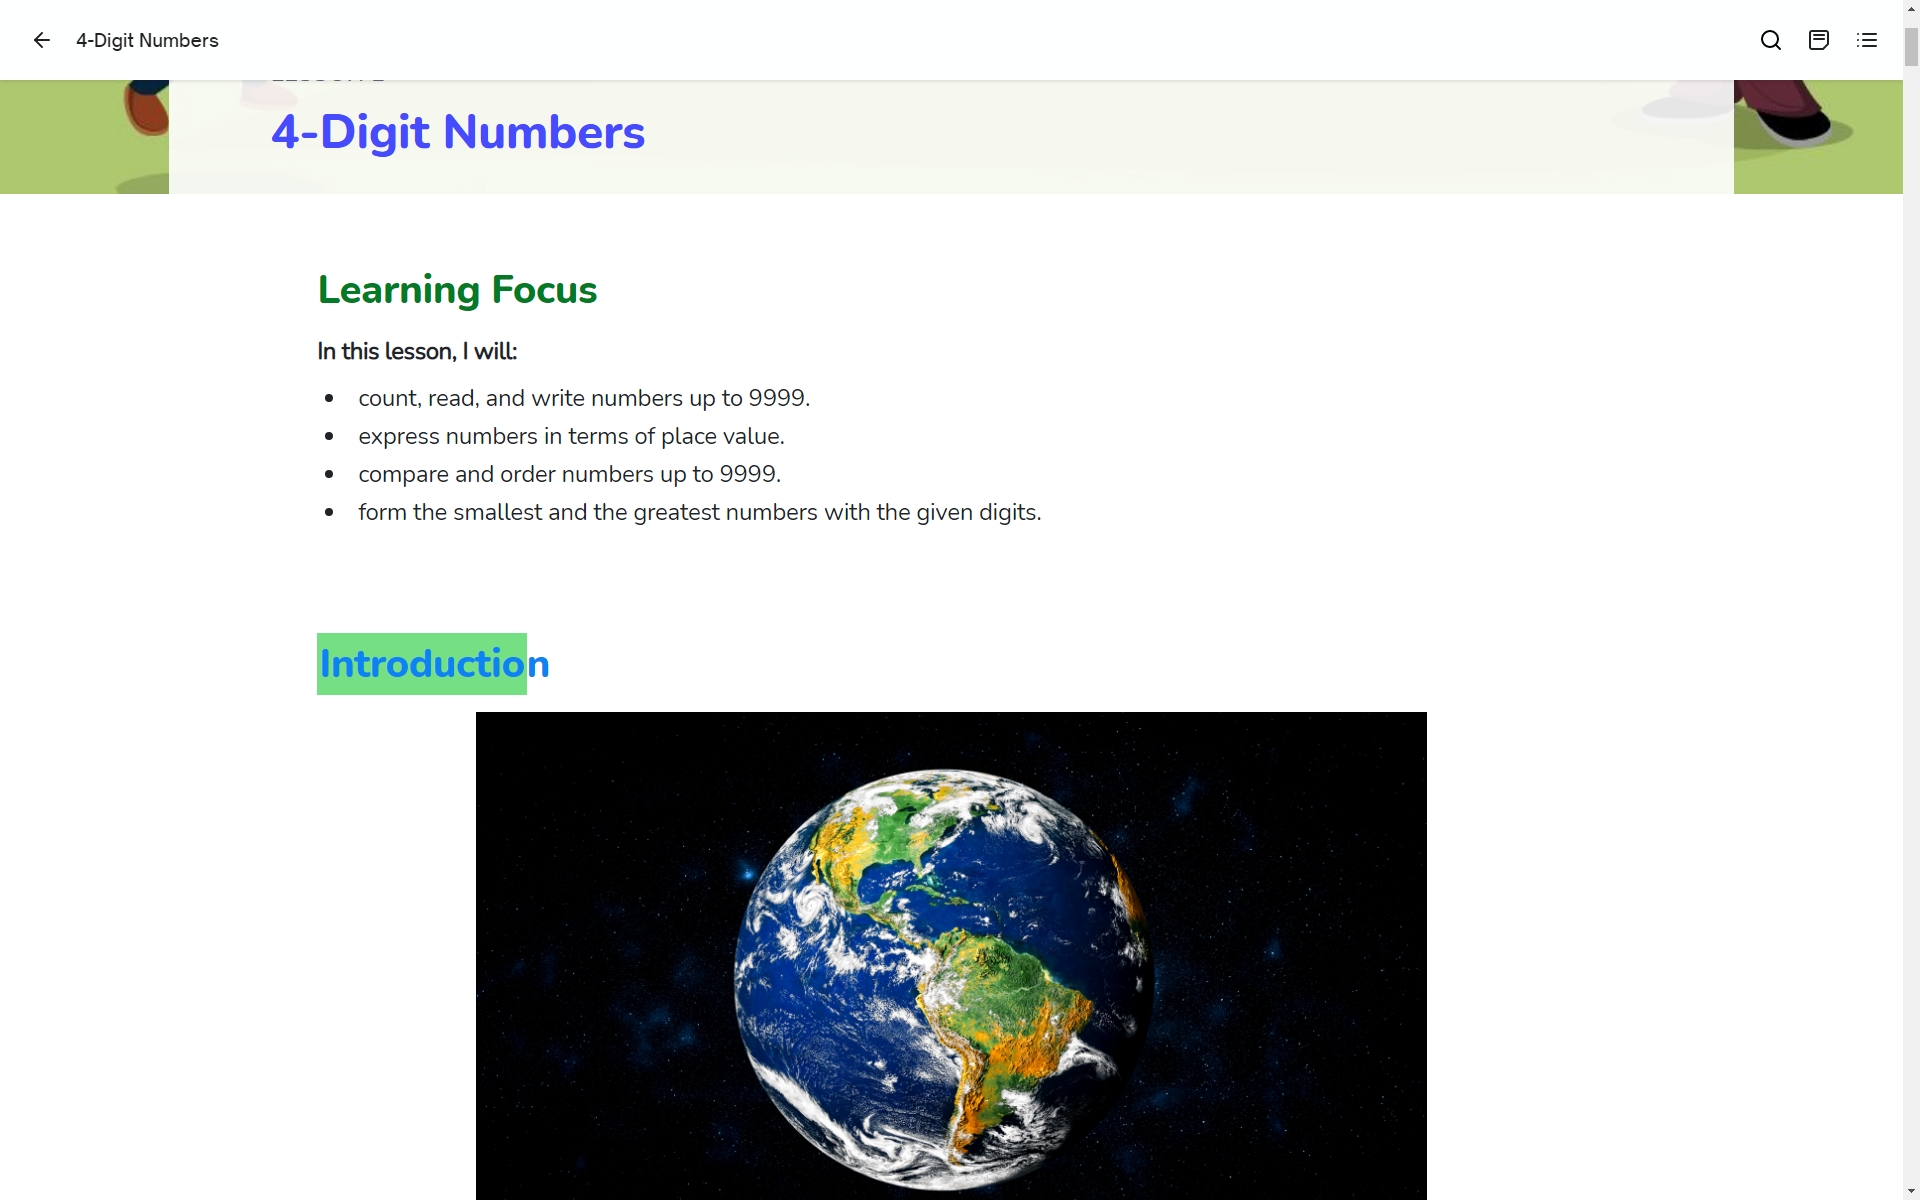 4-Digit Numbers
4-Digit Numbers
Learning Focus
In this lesson, I will:
• count, read, and write numbers up to 9999.
• express numbers in terms of place value.
• compare and order numbers up to 9999.
• form the smallest and the greatest numbers with the given digits.
Introduction